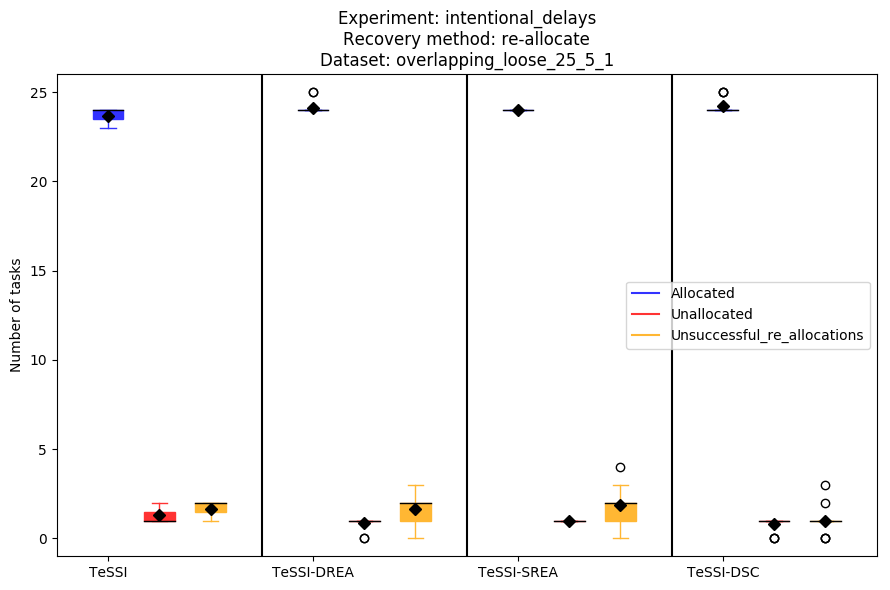 Experiment: intentional_delays
Recovery method: re-allocate
Dataset: overlapping_loose_25_5_1
Number of tasks
25
20
15
10
5
0
Allocated
Unallocated
Unsuccessful_re_allocations
TeSSI
TeSSI-DREA
TeSSI-SREA
TeSSI-DSC